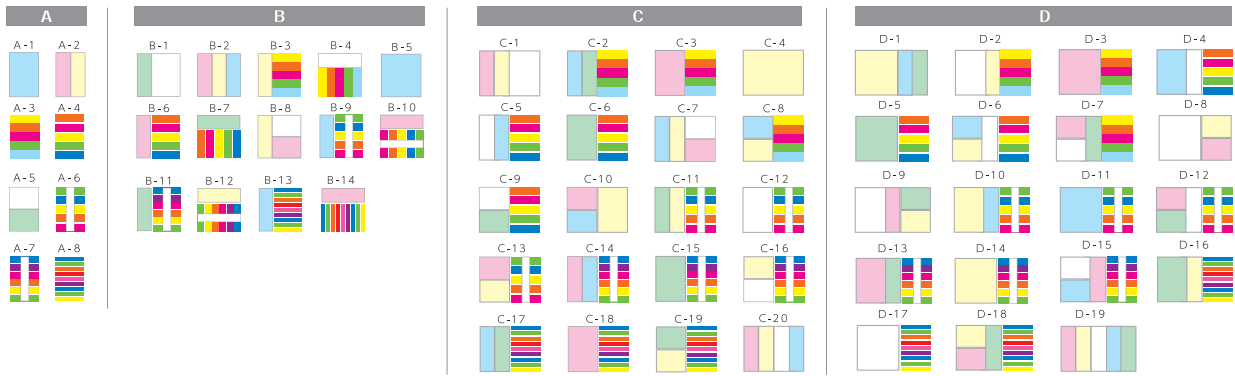 A B C D
A-1 A-2
A-3 A-4
A-5 A-6
A-7 A-8
B-1 B-2 B-3 B-4 B-5
B-6 B-7 B-8 B-9 B-10
B-11 B-12 B-13 B-14
C-1 C-2 C-3 C-4
C-5 C-6 C-7 C-8
C-9 C-10 C-11 C-12
C-13 C-14 C-15 C-16
C-17 C-18 C-19 C-20
D-1 D-2 D-3 D-4
D-5 D-6 D-7 D-8
D-9 D-10 D-11 D-12
D-13 D-14 D-15 D-16
D-17 D-18 D-19